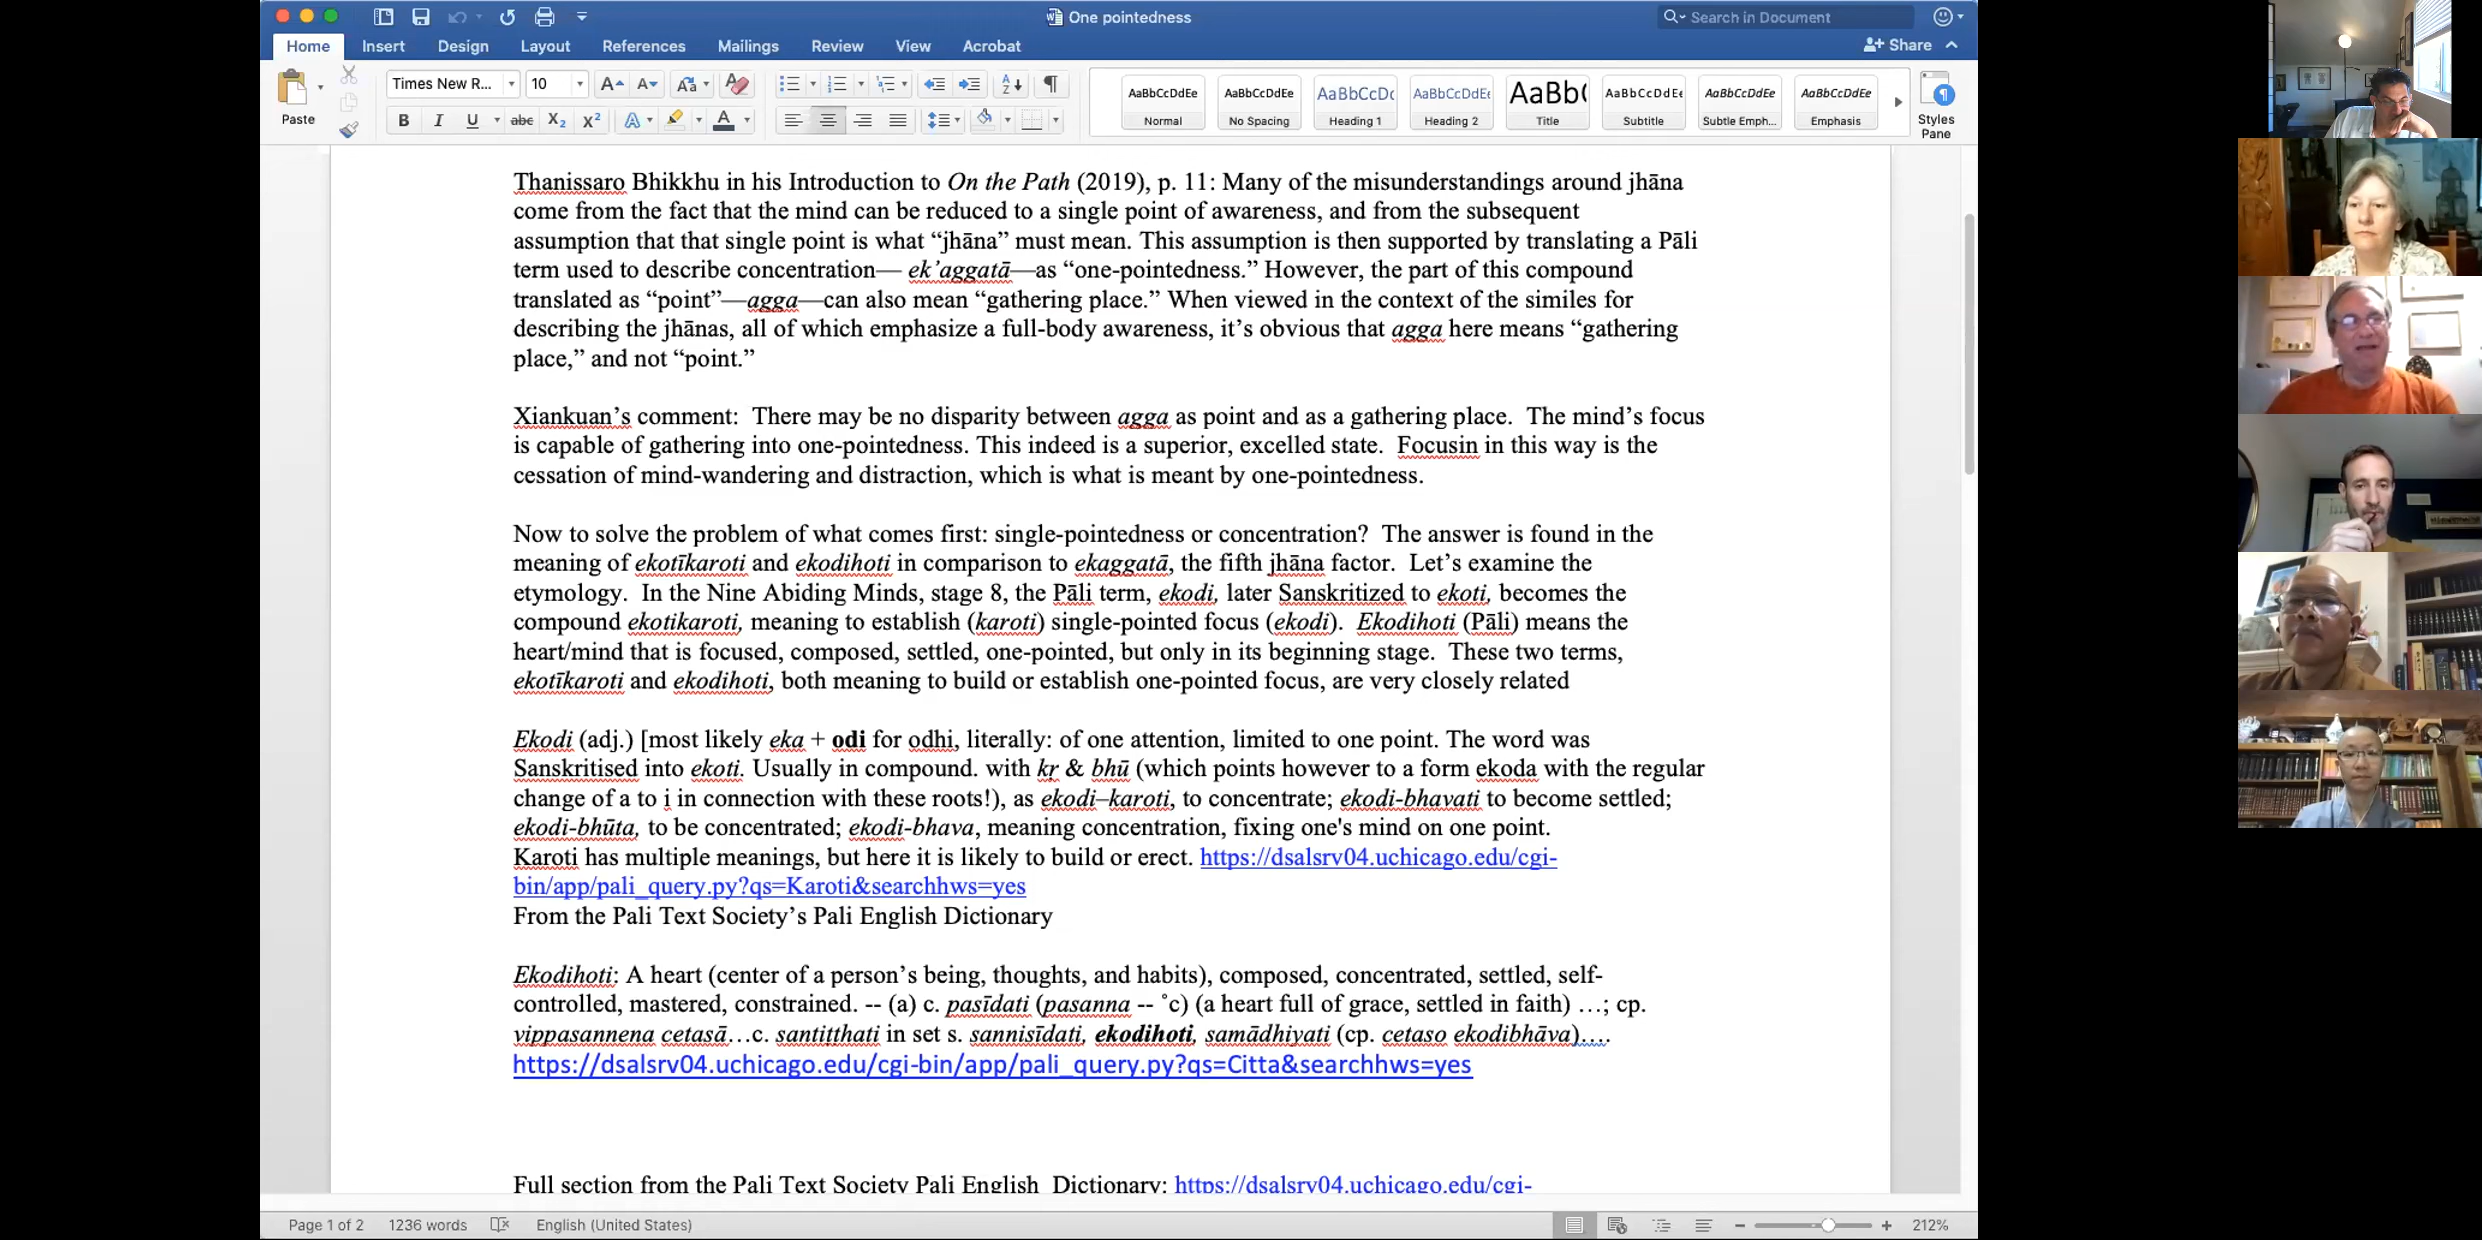 One pointedness
Search in Document
Home Insert Design Layout References Mailings Review View Acrobat
Share
Paste
Times New R... 10
AaBbCcDdEe AaBbCcDdEe AaBbCcDc AaBbCcDdEe AaBb( AaBbCcDdEe AaBbCcDdEe AaBbCcDdEe
Normal No Spacing Heading 1 Heading 2 Title Subtitle Subtle Emph... Emphasis
Styles
Pane
B I U abc X₂ X² A A
Thanissaro Bhikkhu in his Introduction to On the Path (2019), p. 11: Many of the misunderstandings around jhāna
come from the fact that the mind can be reduced to a single point of awareness, and from the subsequent
assumption that that single point is what “jhāna” must mean. This assumption is then supported by translating a Pāli
term used to describe concentration— ek’aggatā—as “one-pointedness.” However, the part of this compound
translated as “point”—agga—can also mean “gathering place.” When viewed in the context of the similes for
describing the jhānas, all of which emphasize a full-body awareness, it’s obvious that agga here means “gathering
place,” and not “point.”
Xiankuan’s comment: There may be no disparity between agga as point and as a gathering place. The mind’s focus
is capable of gathering into one-pointedness. This indeed is a superior, excelled state. Focusin in this way is the
cessation of mind-wandering and distraction, which is what is meant by one-pointedness.
Now to solve the problem of what comes first: single-pointedness or concentration? The answer is found in the
meaning of ekotīkaroti and ekodihoti in comparison to ekaggatā, the fifth jhāna factor. Let’s examine the
etymology. In the Nine Abiding Minds, stage 8, the Pāli term, ekodi, later Sanskritized to ekoti, becomes the
compound ekotikaroti, meaning to establish (karoti) single-pointed focus (ekodi). Ekodihoti (Pāli) means the
heart/mind that is focused, composed, settled, one-pointed, but only in its beginning stage. These two terms,
ekotīkaroti and ekodihoti, both meaning to build or establish one-pointed focus, are very closely related
Ekodi (adj.) [most likely eka + odi for odhi, literally: of one attention, limited to one point. The word was
Sanskritised into ekoti. Usually in compound. with kṛ & bhū (which points however to a form ekoda with the regular
change of a to i in connection with these roots!), as ekodi–karoti, to concentrate; ekodi-bhavati to become settled;
ekodi-bhūta, to be concentrated; ekodi-bhava, meaning concentration, fixing one's mind on one point.
Karoti has multiple meanings, but here it is likely to build or erect. https://dsalsrv04.uchicago.edu/cgi-
bin/app/pali_query.py?qs=Karoti&searchhws=yes
From the Pali Text Society’s Pali English Dictionary
Ekodihoti: A heart (center of a person’s being, thoughts, and habits), composed, concentrated, settled, self-
controlled, mastered, constrained. -- (a) c. pasīdati (pasanna -- ˚c) (a heart full of grace, settled in faith) …; cp.
vippasannena cetasā…c. santiṭṭhati in set s. sannisīdati, ekodihoti, samādhiyati (cp. cetaso ekodibhāva)….
https://dsalsrv04.uchicago.edu/cgi-bin/app/pali_query.py?qs=Citta&searchhws=yes
Full section from the Pali Text Society Pali English Dictionary: https://dsalsrv04.uchicago.edu/cgi-
Page 1 of 2 1236 words English (United States) 212%